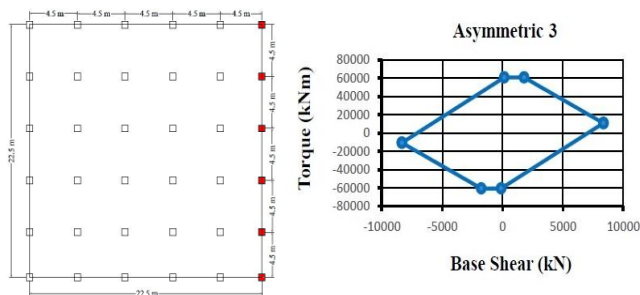 4.5 m 4.5 m 4.5 m 4.5 m 4.5 m
4.5 m
4.5 m
4.5 m
4.5 m
4.5 m
22.5 m
22.5 m
Asymmetric 3
Torque (kNm)
80000
60000
40000
20000
0
-20000
-40000
-60000
-80000
-10000 -5000 0 5000 10000
Base Shear (kN)